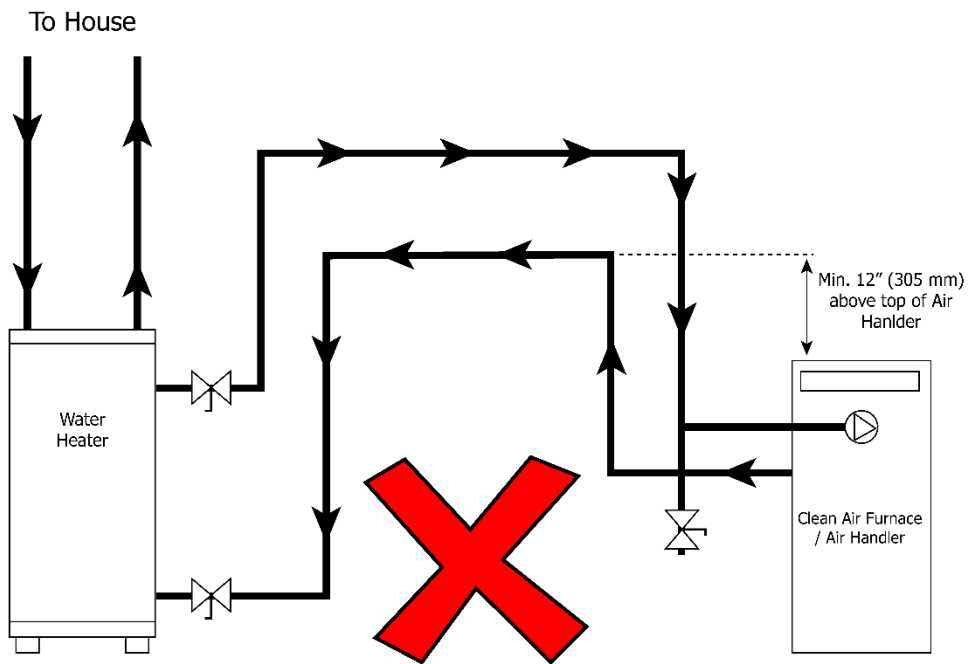 To House
Min. 12" (305 mm)
above top of Air
Hanlder
Water
Heater
Clean Air Furnace
/ Air Handler